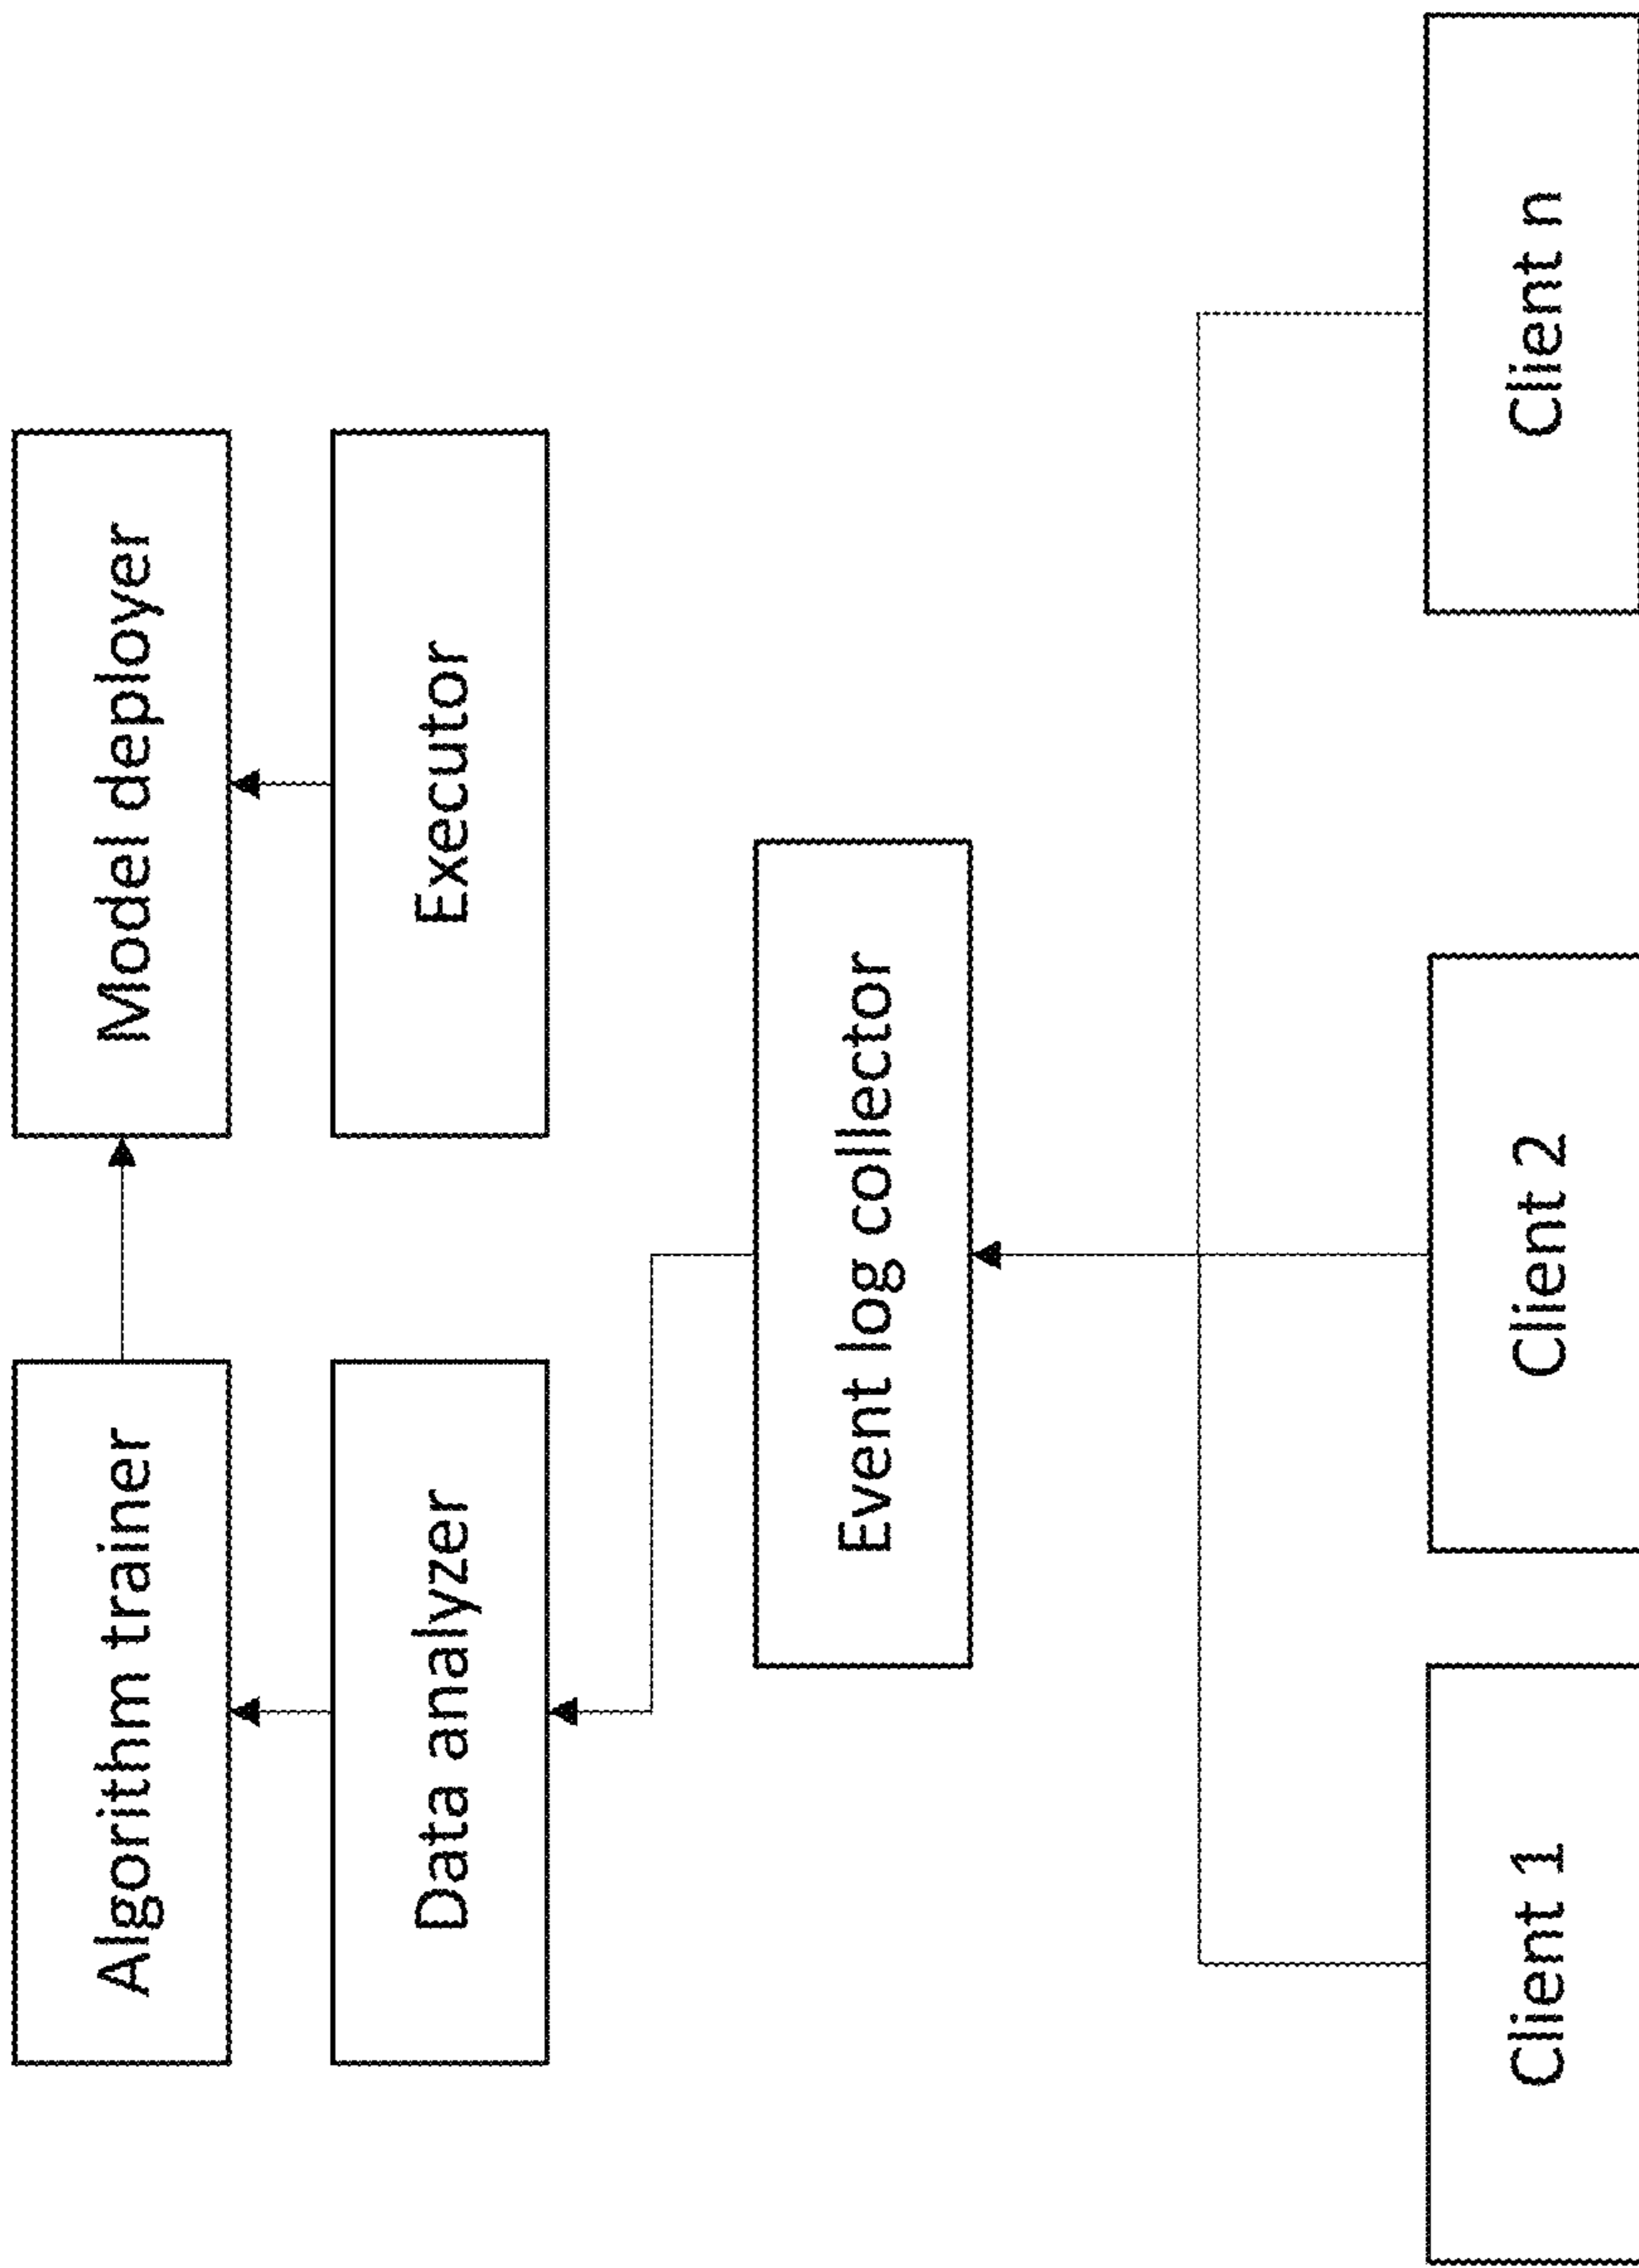 Algorithm trainer
Model deployer
Data analyzer
Executor
Event log collector
Client 1
Client 2
Client n